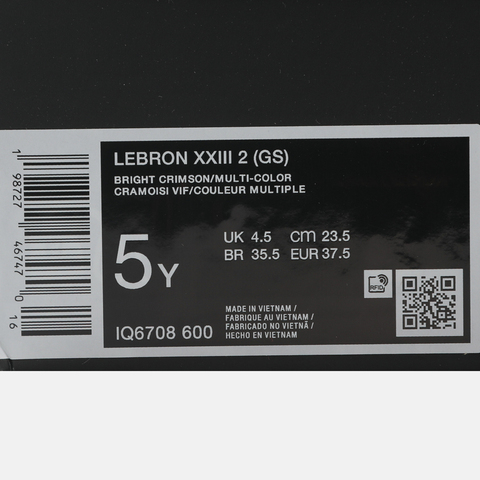 LEBRON XXIII 2 (GS)
BRIGHT CRIMSON/MULTI-COLOR
CRAMOISI VIF/COULEUR MULTIPLE
5 Y
UK 4.5 CM 23.5
BR 35.5 EUR 37.5
RFID
IQ6708 600
MADE IN VIETNAM /
FABRIQUE AU VIETNAM /
FABRICADO NO VIETNÃ /
HECHO EN VIETNAM
1 98727 46747 0 16